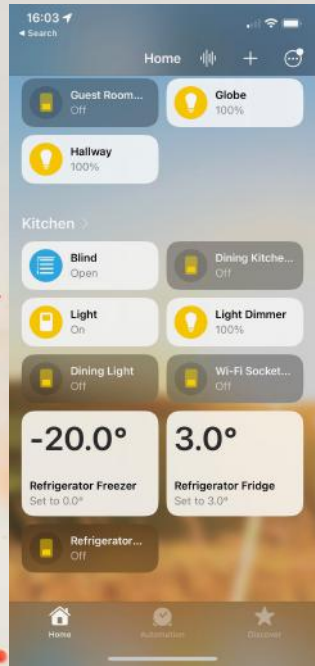 16:03
Search
Home
Guest Room...
Off
Globe
100%
Hallway
100%
Kitchen
Blind
Open
Dining Kitche...
Off
Light
On
Light Dimmer
100%
Dining Light
Off
Wi-Fi Socket...
Off
-20.0°
Refrigerator Freezer
Set to 0.0°
3.0°
Refrigerator Fridge
Set to 3.0°
Refrigerator...
Off
Home
Automation
Discover